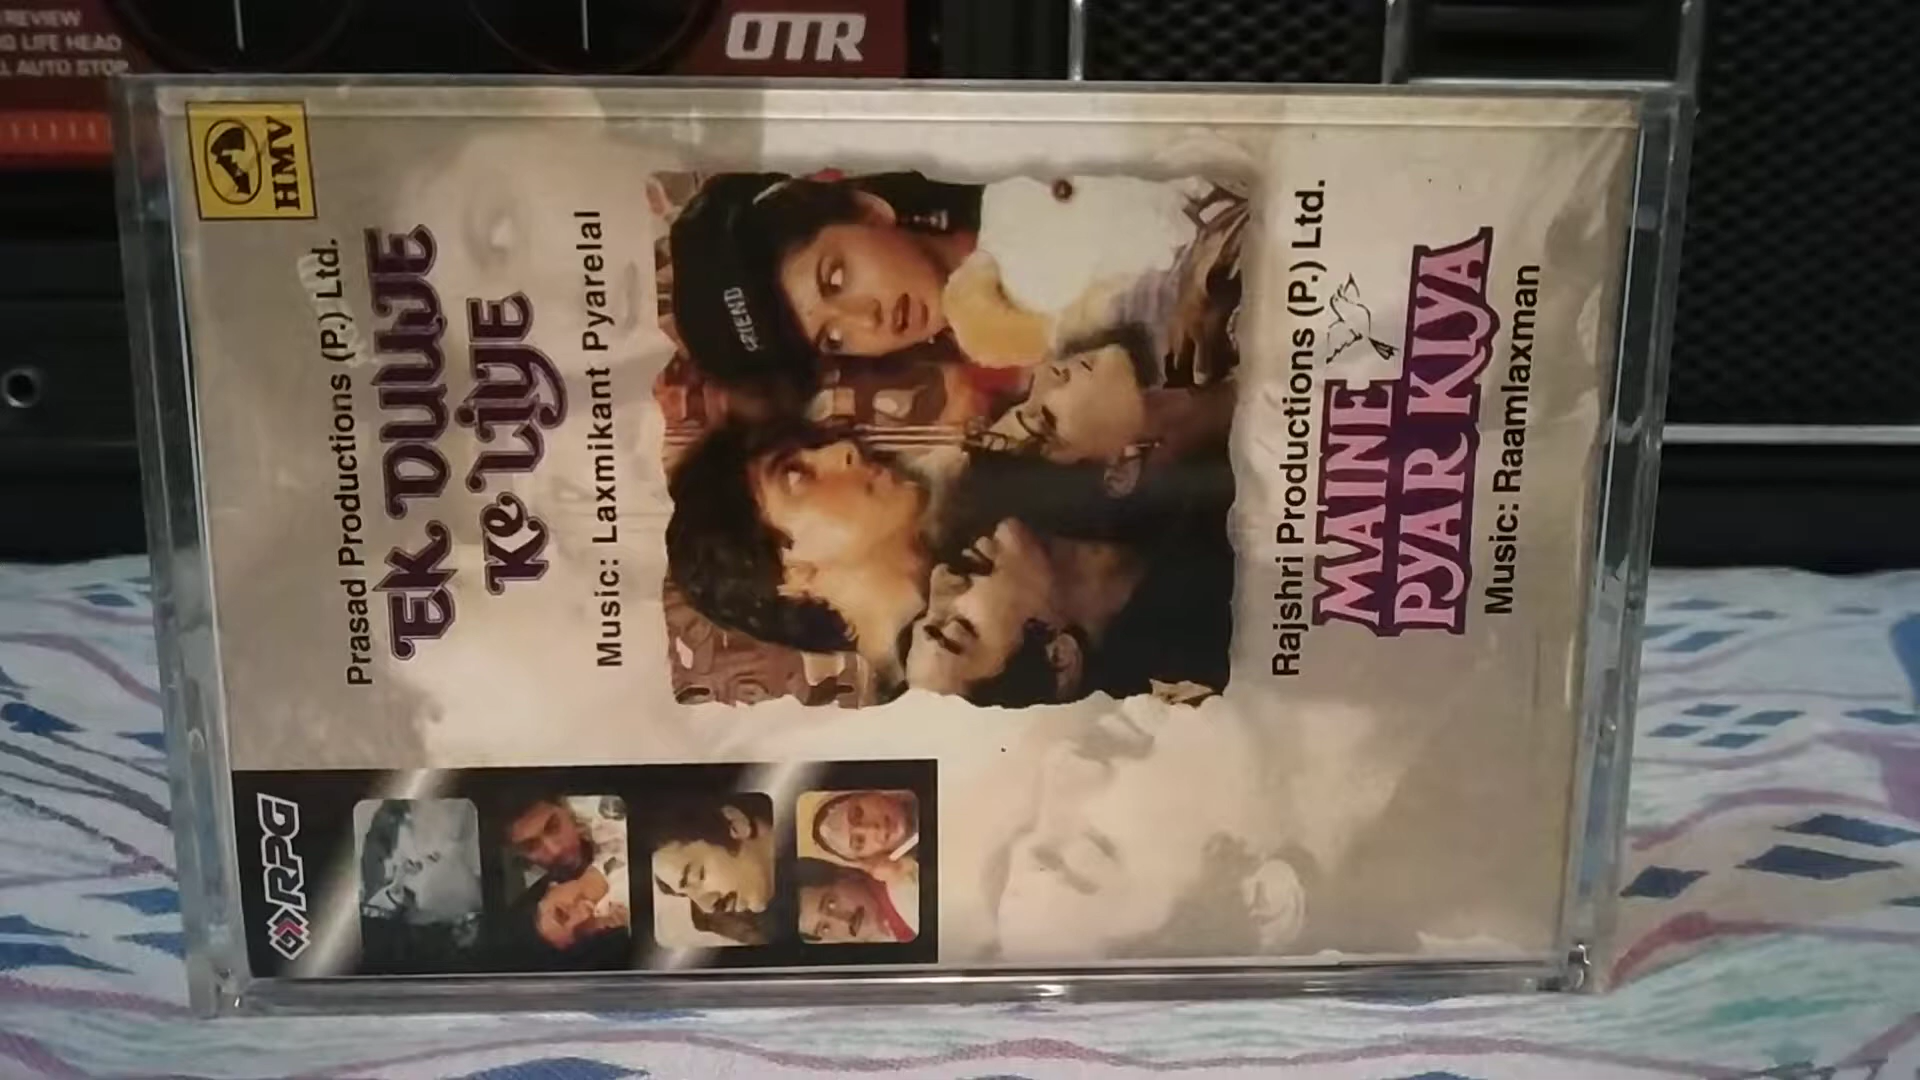 REVIEW
LIFE HEAD
AUTO STOP
OTR
HMV
Prasad Productions (P.) Ltd.
EK DUUJE
Ke Liye
Music: Laxmikant Pyarelal
FRIEND
Rajshri Productions (P.) Ltd.
MAINE
PYAR KIYA
Music: Raamlaxman
RPG